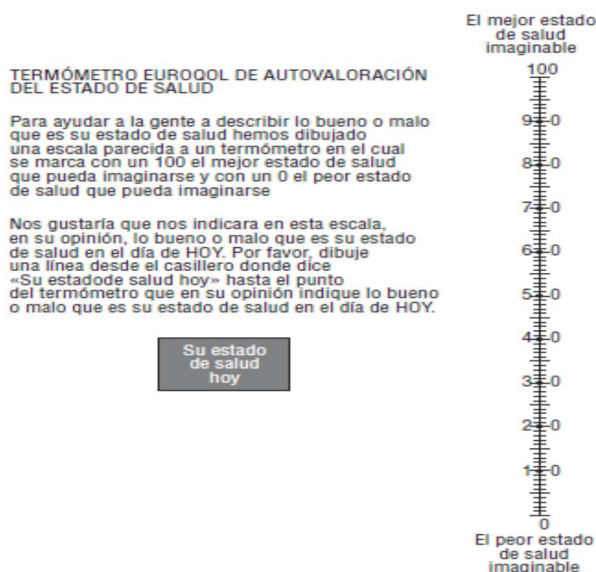 El mejor estado
de salud
imaginable
TERMÓMETRO EUROQOL DE AUTOVALORACIÓN
DEL ESTADO DE SALUD
Para ayudar a la gente a describir lo bueno o malo
que es su estado de salud hemos dibujado
una escala parecida a un termómetro en el cual
se marca con un 100 el mejor estado de salud
que pueda imaginarse y con un 0 el peor estado
de salud que pueda imaginarse
Nos gustaría que nos indicara en esta escala,
en su opinión, lo bueno o malo que es su estado
de salud en el día de HOY. Por favor, dibuje
una línea desde el casillero donde dice
«Su estadode salud hoy» hasta el punto
del termómetro que en su opinión indique lo bueno
o malo que es su estado de salud en el día de HOY.
Su estado
de salud
hoy
100
9 0
8 0
7 0
6 0
5 0
4 0
3 0
2 0
1 0
0
El peor estado
de salud
imaginable